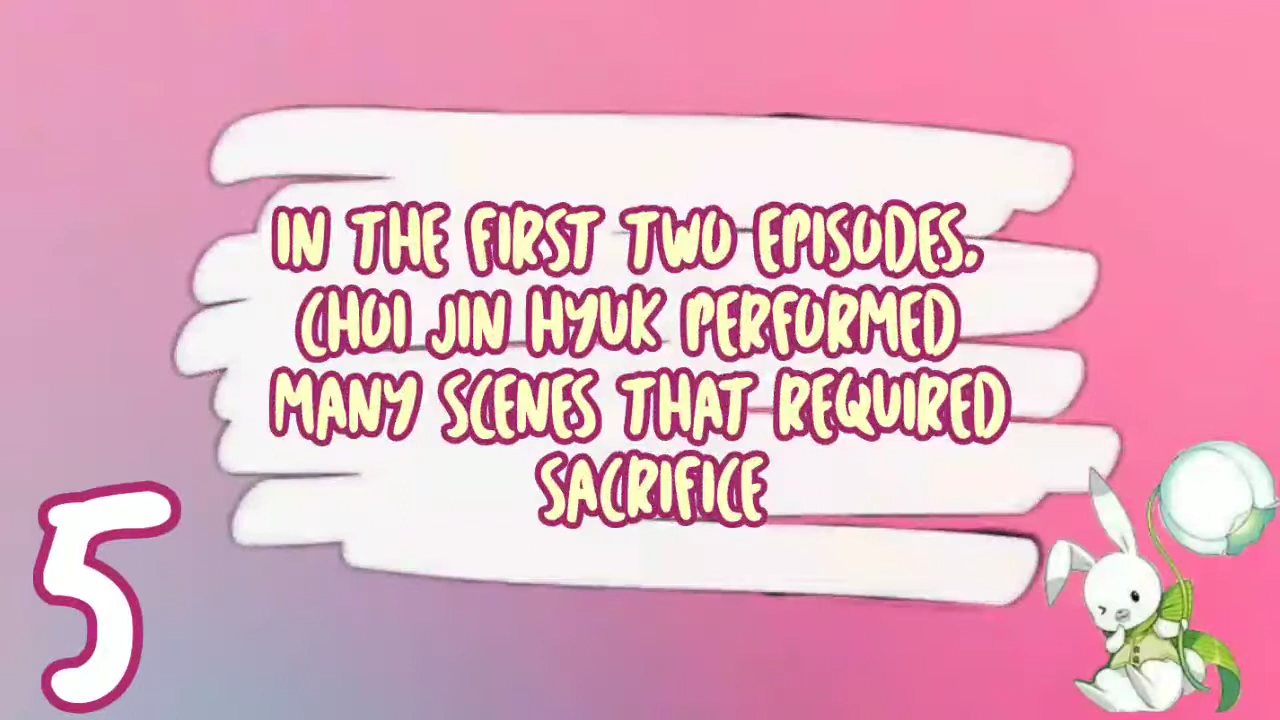 IN THE FIRST TWO EPISODES,
CHOI JIN HYUK PERFORMED
MANY SCENES THAT REQUIRED
SACRIFICE
5